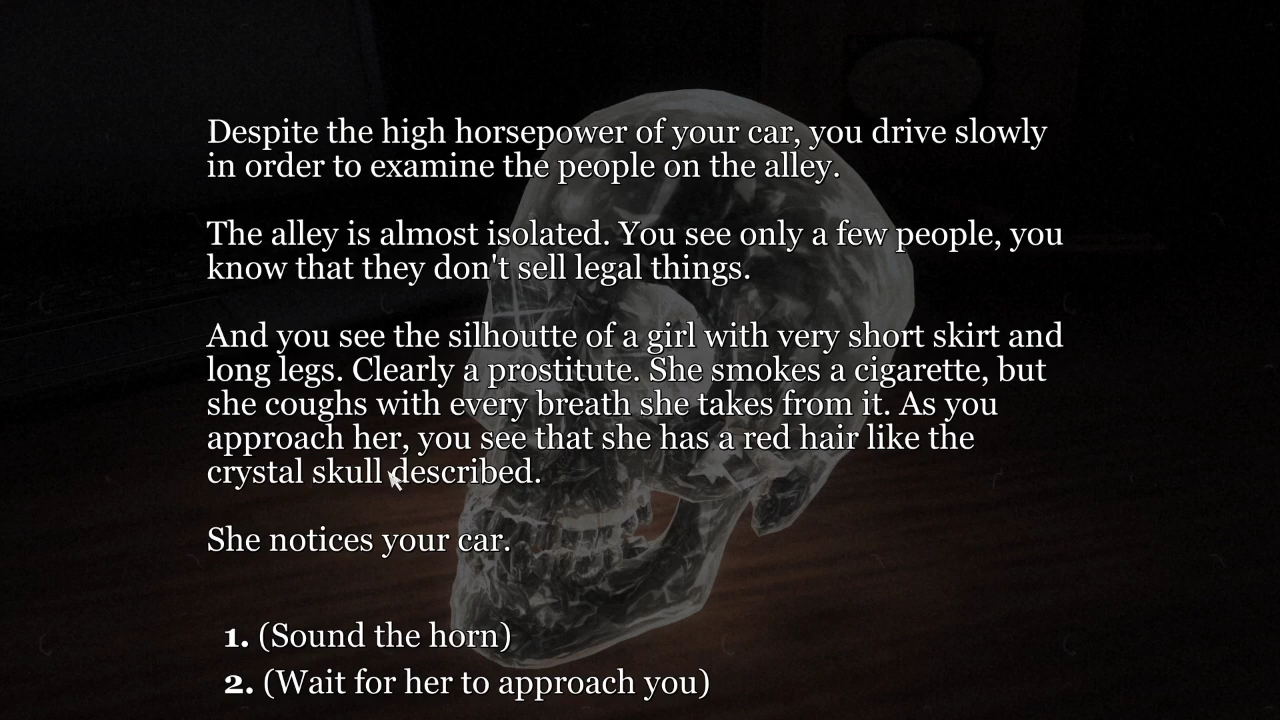 Despite the high horsepower of your car, you drive slowly
in order to examine the people on the alley.
The alley is almost isolated. You see only a few people, you
know that they don't sell legal things.
And you see the silhoutte of a girl with very short skirt and
long legs. Clearly a prostitute. She smokes a cigarette, but
she coughs with every breath she takes from it. As you
approach her, you see that she has a red hair like the
crystal skull described.
She notices your car.
1. (Sound the horn)
2. (Wait for her to approach you)